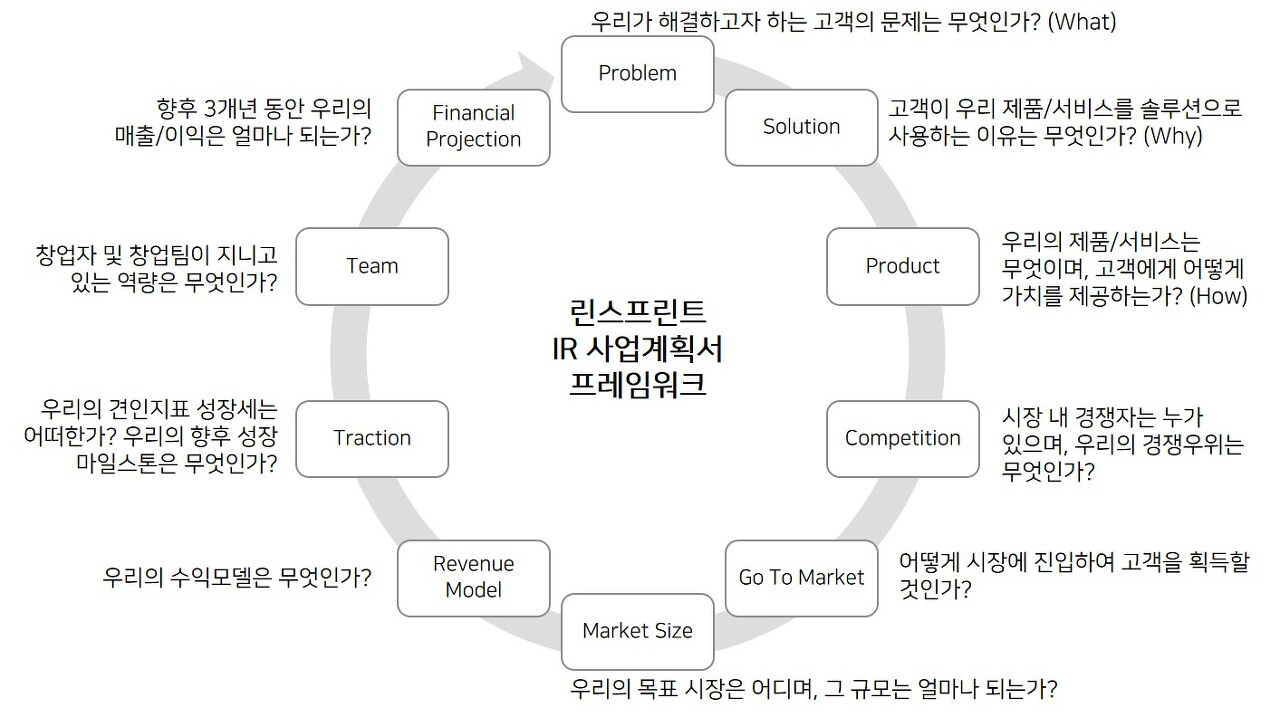 우리가 해결하고자 하는 고객의 문제는 무엇인가? (What)
Problem
Solution
고객이 우리 제품/서비스를 솔루션으로
사용하는 이유는 무엇인가? (Why)
Product
우리의 제품/서비스는
무엇이며, 고객에게 어떻게
가치를 제공하는가? (How)
Competition
시장 내 경쟁자는 누가
있으며, 우리의 경쟁우위는
무엇인가?
Go To Market
어떻게 시장에 진입하여 고객을 획득할
것인가?
Market Size
우리의 목표 시장은 어디며, 그 규모는 얼마나 되는가?
Revenue
Model
우리의 수익모델은 무엇인가?
Traction
우리의 견인지표 성장세는
어떠한가? 우리의 향후 성장
마일스톤은 무엇인가?
Team
창업자 및 창업팀이 지니고
있는 역량은 무엇인가?
Financial
Projection
향후 3개년 동안 우리의
매출/이익은 얼마나 되는가?
린스프린트
IR 사업계획서
프레임워크